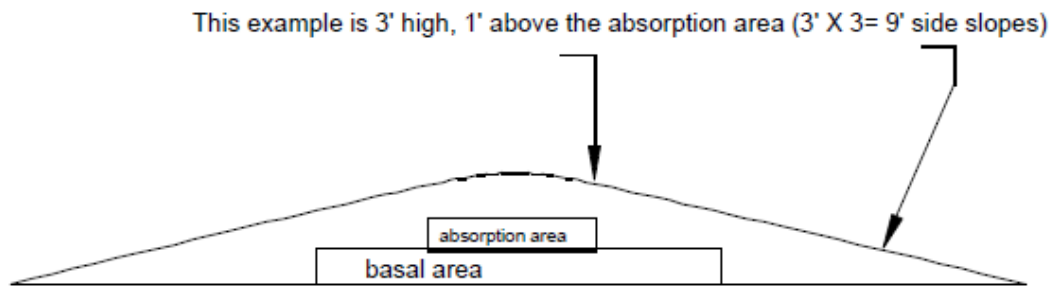 This example is 3' high, 1' above the absorption area (3' X 3= 9' side slopes)
absorption area
basal area